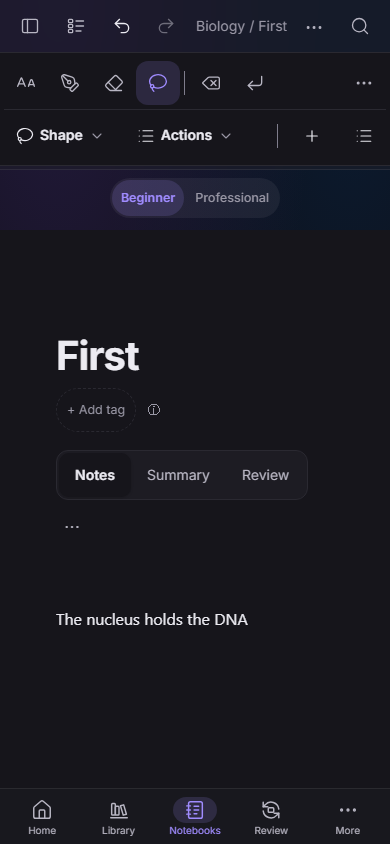 Biology / First
AA
Shape
Actions
Beginner
Professional
First
+ Add tag
Notes
Summary
Review
...
The nucleus holds the DNA
Home
Library
Notebooks
Review
More